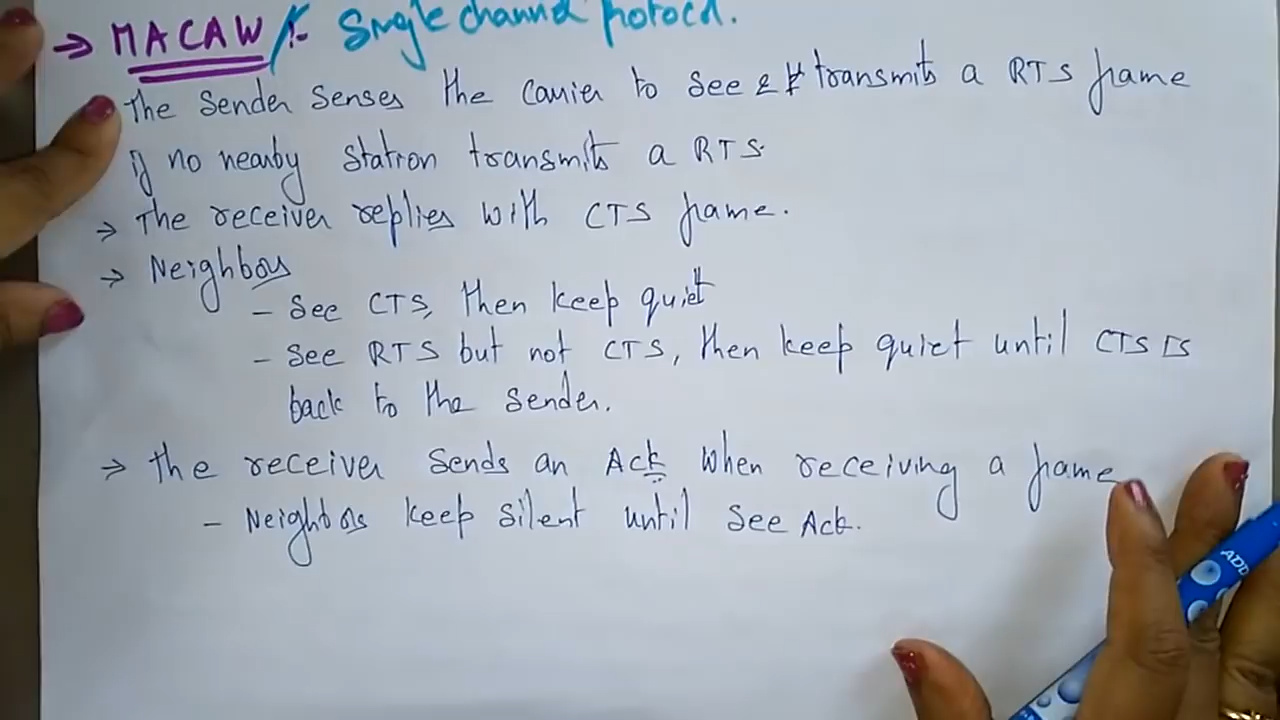 → MACAW :- Single channel protocol.
The Sender Senses the carrier to see & transmits a RTS frame
if no nearby station transmits a RTS.
→ The receiver replies with CTS frame.
→ Neighbors
- See CTS, then keep quiet
- See RTS but not CTS, then keep quiet until CTS is
back to the sender.
→ the receiver sends an Ack when receiving a frame
- Neighbors keep silent until see Ack.
ADD